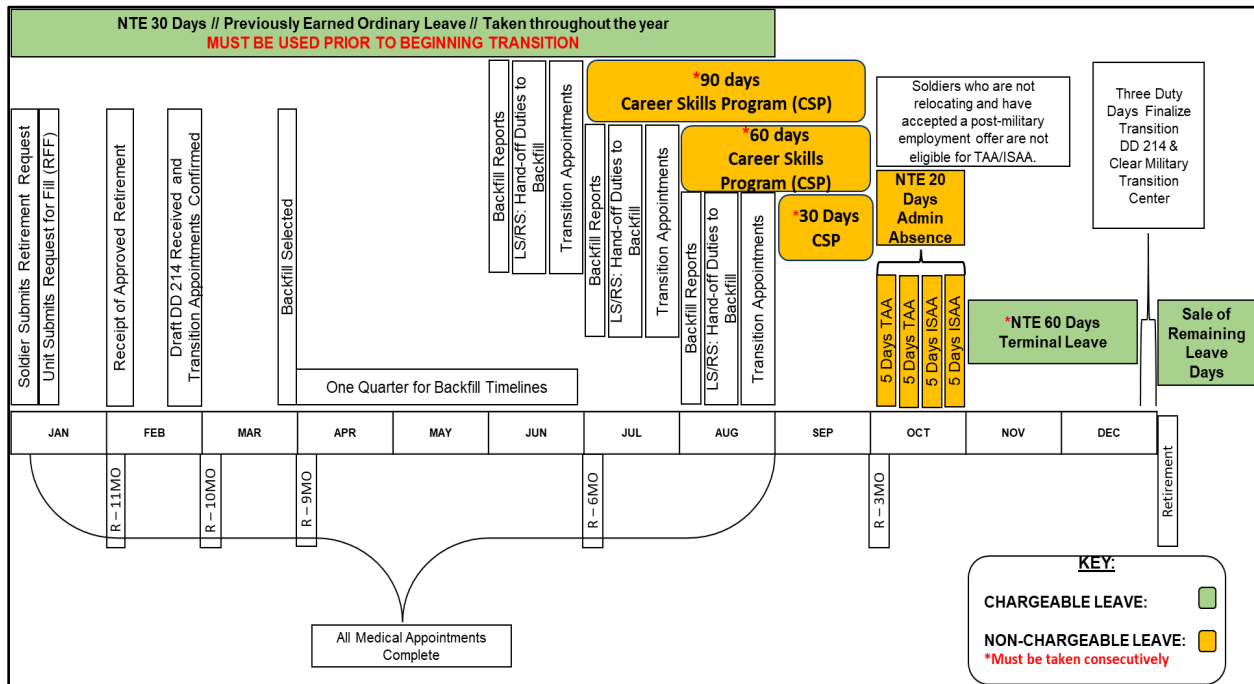 NTE 30 Days // Previously Earned Ordinary Leave // Taken throughout the year
MUST BE USED PRIOR TO BEGINNING TRANSITION
Soldier Submits Retirement Request
Unit Submits Request for Fill (RFF)
Receipt of Approved Retirement
Draft DD 214 Received and
Transition Appointments Confirmed
Backfill Selected
One Quarter for Backfill Timelines
Backfill Reports
LS/RS: Hand-off Duties to
Backfill
Transition Appointments
*90 days
Career Skills Program (CSP)
Backfill Reports
LS/RS: Hand-off Duties to
Backfill
Transition Appointments
*60 days
Career Skills
Program (CSP)
Backfill Reports
LS/RS: Hand-off Duties to
Backfill
Transition Appointments
*30 Days
CSP
Soldiers who are not
relocating and have
accepted a post-military
employment offer are not
eligible for TAA/ISAA.
NTE 20
Days
Admin
Absence
5 Days TAA
5 Days TAA
5 Days ISAA
5 Days ISAA
*NTE 60 Days
Terminal Leave
Three Duty
Days Finalize
Transition
DD 214 &
Clear Military
Transition
Center
Sale of
Remaining
Leave
Days
JAN
FEB
MAR
APR
MAY
JUN
JUL
AUG
SEP
OCT
NOV
DEC
R – 11MO
R – 10MO
R – 9MO
R – 6MO
R – 3MO
Retirement
All Medical Appointments
Complete
KEY:
CHARGEABLE LEAVE:
NON-CHARGEABLE LEAVE:
*Must be taken consecutively